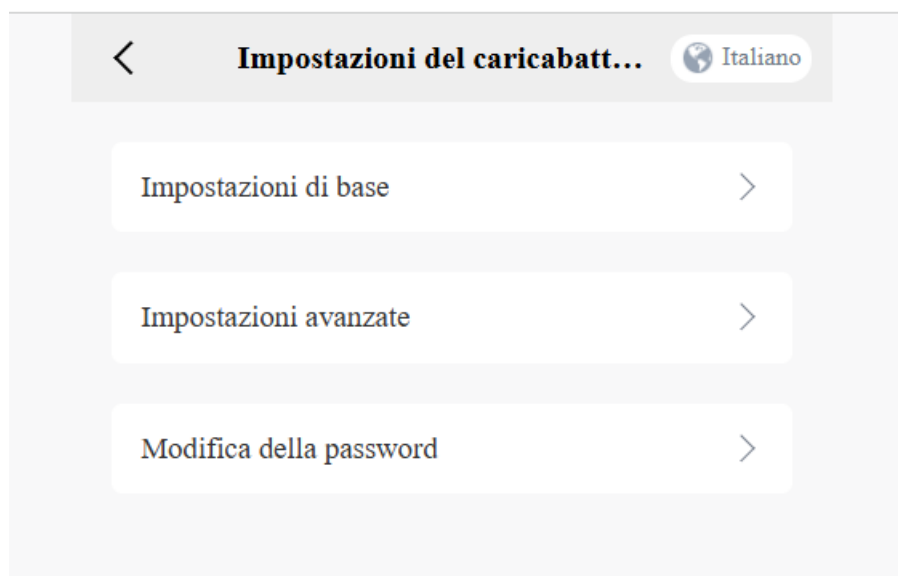 Impostazioni del caricabatt...
Italiano
Impostazioni di base
Impostazioni avanzate
Modifica della password